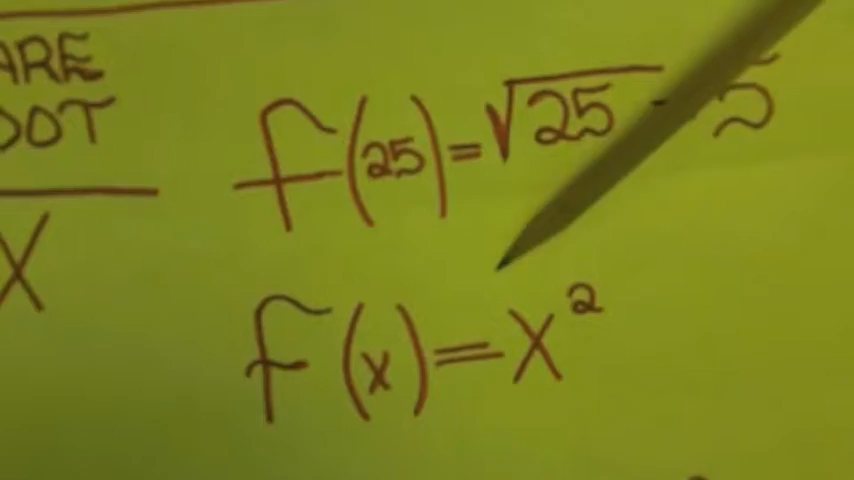 ARE
OOT
f(25)=√25 = 5
X
f(x)=x²